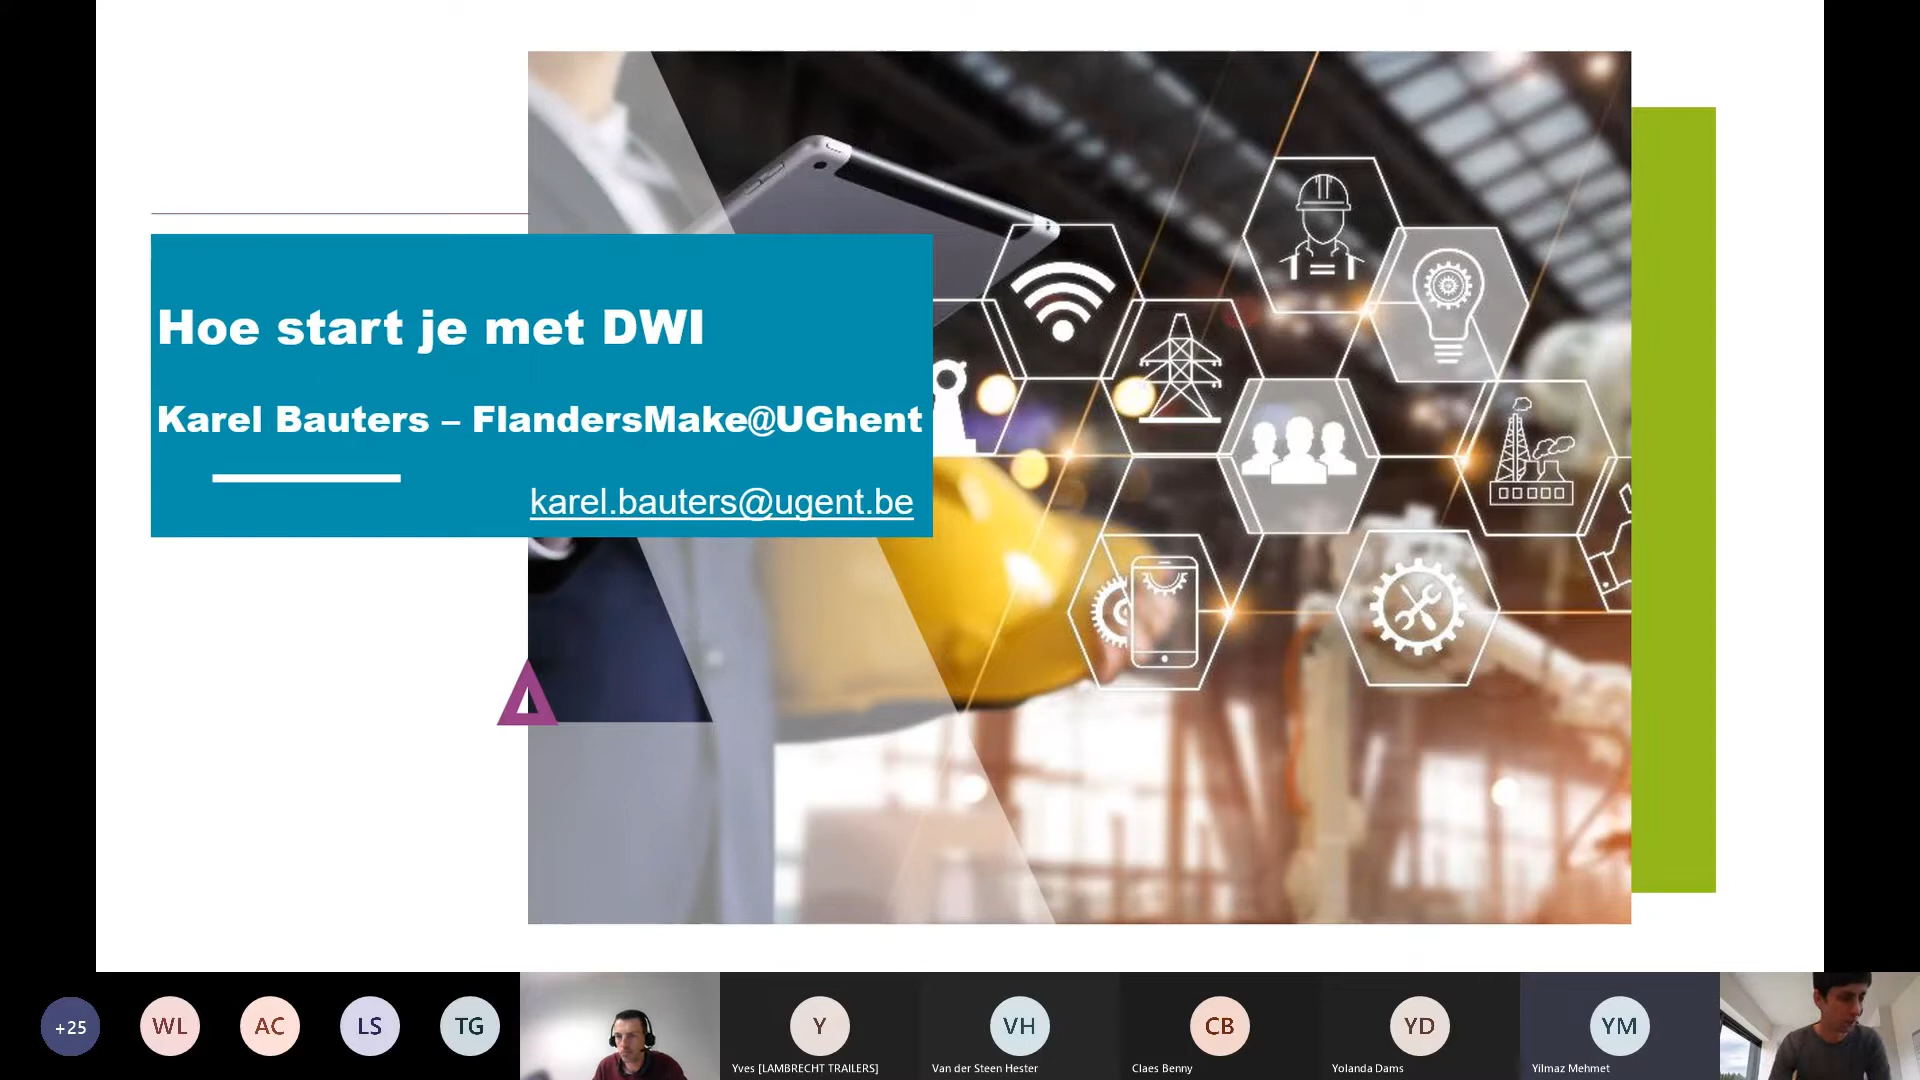 Hoe start je met DWI
Karel Bauters – FlandersMake@UGhent
karel.bauters@ugent.be
+25
WL
AC
LS
TG
Y
VH
CB
YD
YM
Yves [LAMBRECHT TRAILERS]
Van der Steen Hester
Claes Benny
Yolanda Dams
Yilmaz Mehmet